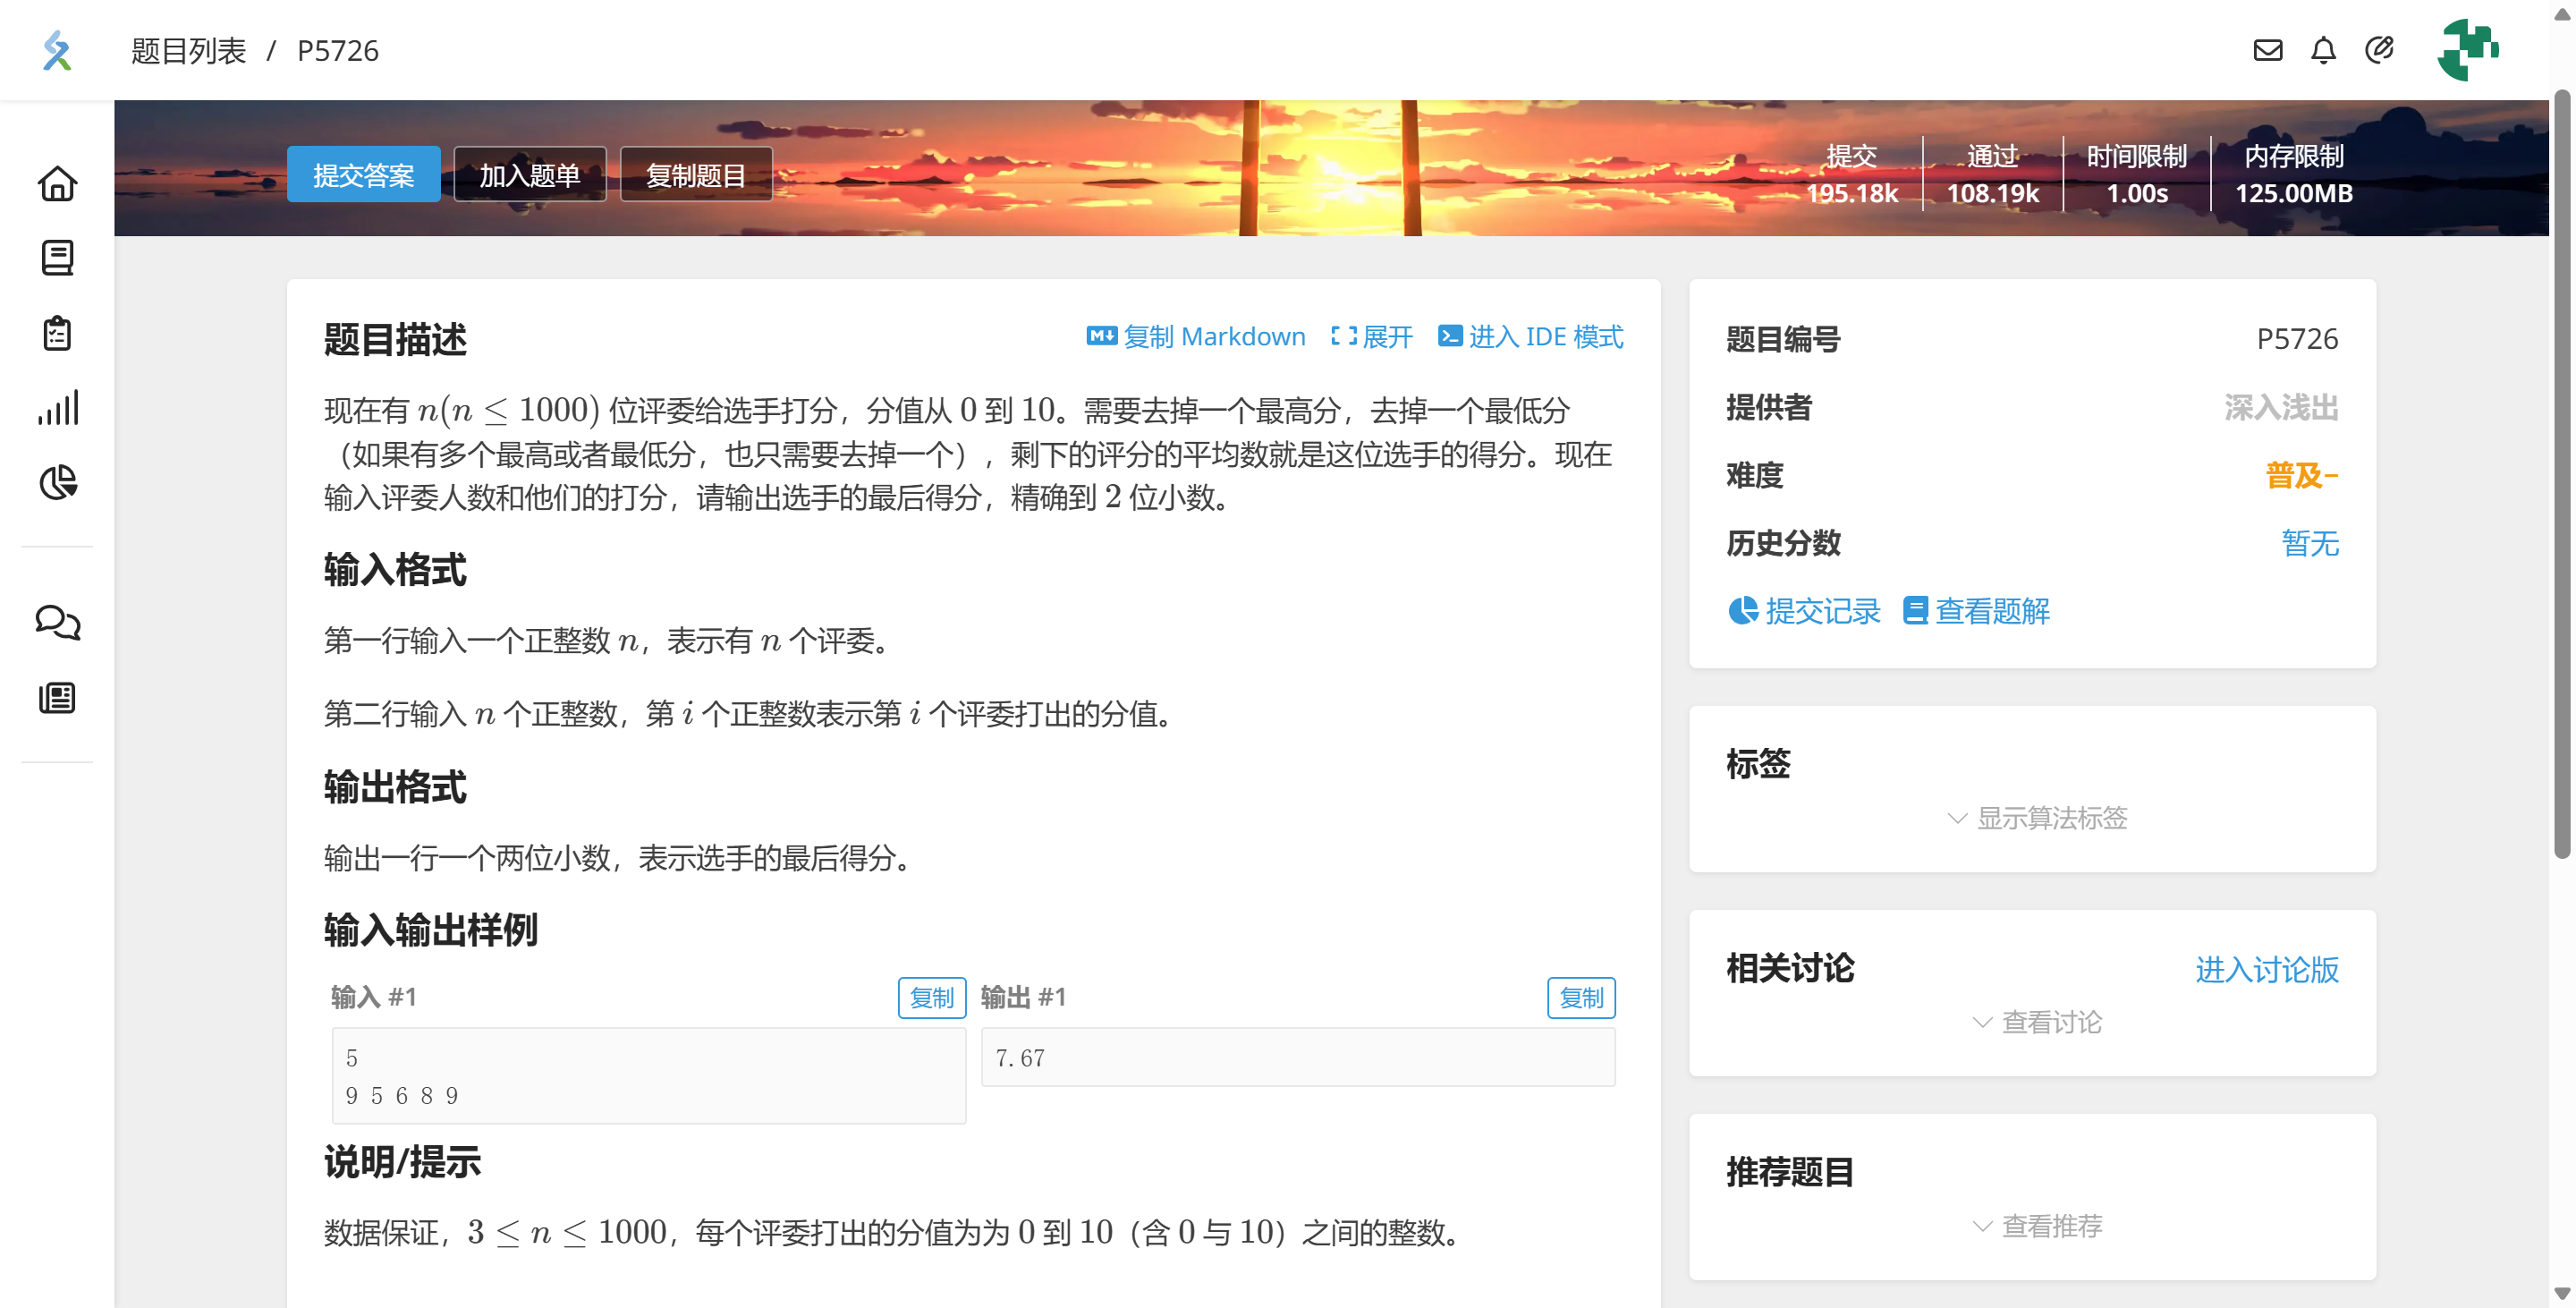 题目列表 / P5726
提交答案 加入题单 复制题目
提交 通过 时间限制 内存限制
195.18k 108.19k 1.00s 125.00MB
题目描述 复制 Markdown 展开 进入 IDE 模式
现在有 n(n ≤ 1000) 位评委给选手打分，分值从 0 到 10。需要去掉一个最高分，去掉一个最低分
（如果有多个最高或者最低分，也只需要去掉一个），剩下的评分的平均数就是这位选手的得分。现在
输入评委人数和他们的打分，请输出选手的最后得分，精确到 2 位小数。
输入格式
第一行输入一个正整数 n，表示有 n 个评委。
第二行输入 n 个正整数，第 i 个正整数表示第 i 个评委打出的分值。
输出格式
输出一行一个两位小数，表示选手的最后得分。
输入输出样例
输入 #1 复制 输出 #1 复制
5
9 5 6 8 9
7.67
说明/提示
数据保证，3 ≤ n ≤ 1000，每个评委打出的分值为为 0 到 10（含 0 与 10）之间的整数。
题目编号 P5726
提供者 深入浅出
难度 普及−
历史分数 暂无
提交记录 查看题解
标签
显示算法标签
相关讨论 进入讨论版
查看讨论
推荐题目
查看推荐